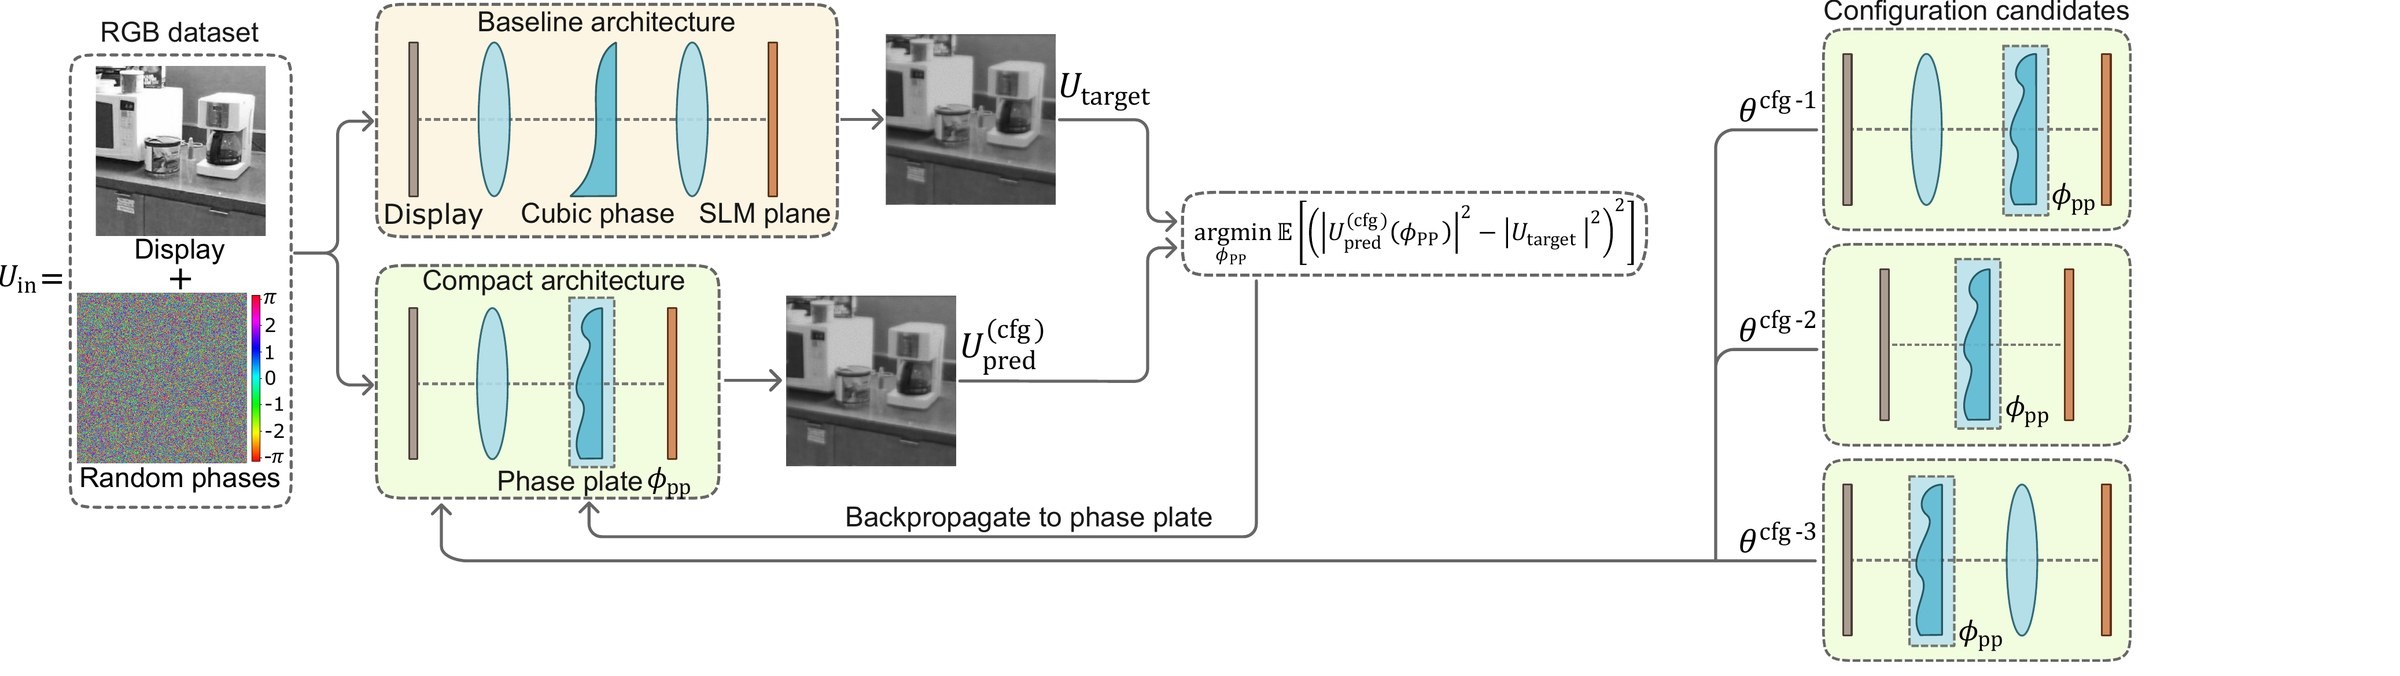 RGB dataset
U_in =
Display
+
π
2
1
0
-1
-2
-π
Random phases
Baseline architecture
Display
Cubic phase
SLM plane
U_target
Compact architecture
Phase plate ϕ_pp
U_pred^(cfg)
argmin_{ϕ_PP} 𝔼[(|U_pred^(cfg)(ϕ_PP)|^2 − |U_target|^2)^2]
Backpropagate to phase plate
Configuration candidates
θ^cfg-1
ϕ_pp
θ^cfg-2
ϕ_pp
θ^cfg-3
ϕ_pp